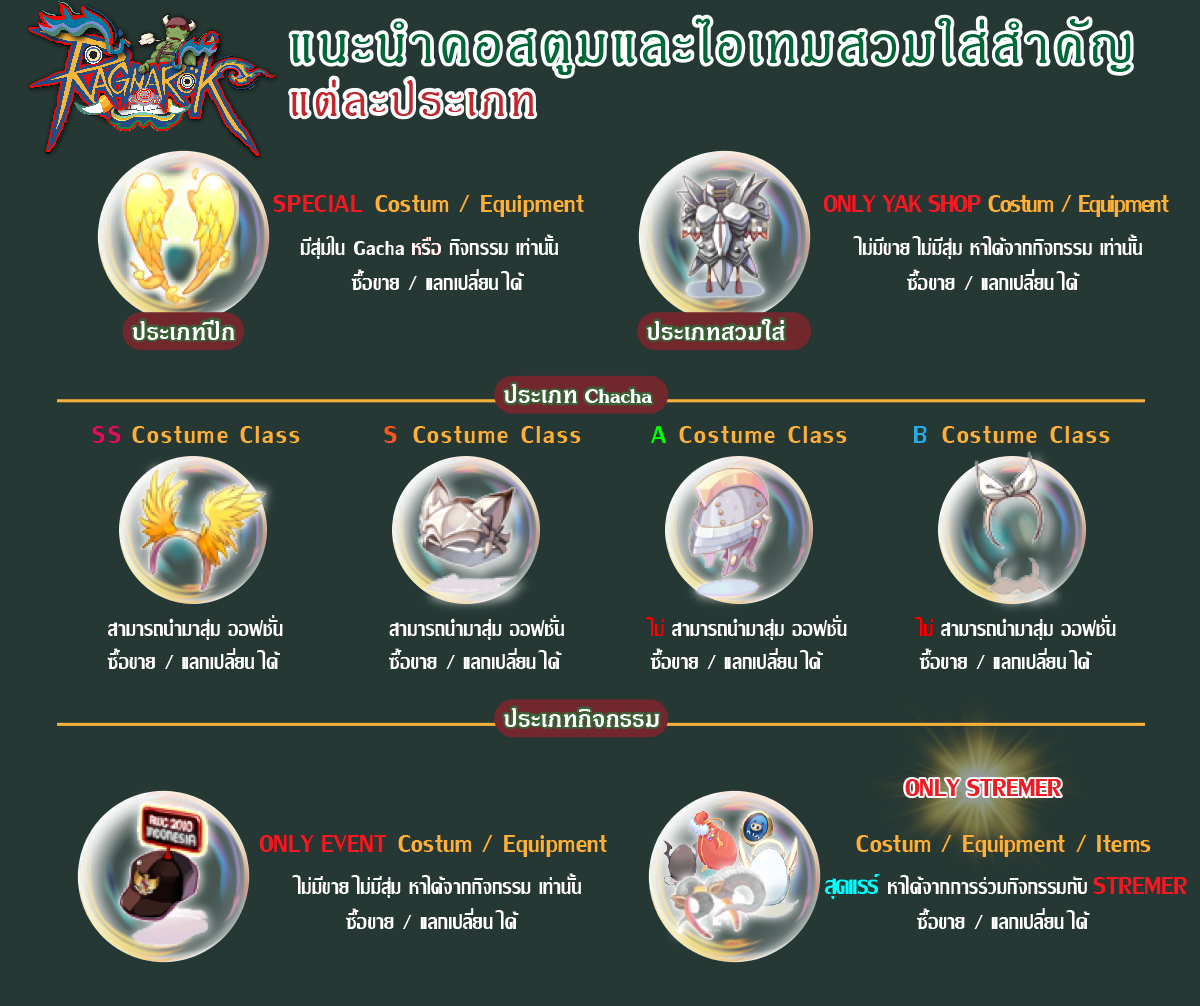 RAGNAROK
แนะนำคอสตูมและไอเทมสวมใส่สำคัญ
แต่ละประเภท
SPECIAL Costum / Equipment
มีสุ่มใน Gacha หรือ กิจกรรม เท่านั้น
ซื้อขาย / แลกเปลี่ยน ได้
ประเภทปีก
ONLY YAK SHOP Costum / Equipment
ไม่มีขาย ไม่มีสุ่ม หาได้จากกิจกรรม เท่านั้น
ซื้อขาย / แลกเปลี่ยน ได้
ประเภทสวมใส่
ประเภท Chacha
SS Costume Class
S Costume Class
A Costume Class
B Costume Class
สามารถนำมาสุ่ม ออฟชั่น
ซื้อขาย / แลกเปลี่ยน ได้
สามารถนำมาสุ่ม ออฟชั่น
ซื้อขาย / แลกเปลี่ยน ได้
ไม่ สามารถนำมาสุ่ม ออฟชั่น
ซื้อขาย / แลกเปลี่ยน ได้
ไม่ สามารถนำมาสุ่ม ออฟชั่น
ซื้อขาย / แลกเปลี่ยน ได้
ประเภทกิจกรรม
RWC 2010
INDONESIA
ONLY EVENT Costum / Equipment
ไม่มีขาย ไม่มีสุ่ม หาได้จากกิจกรรม เท่านั้น
ซื้อขาย / แลกเปลี่ยน ได้
ONLY STREMER
Costum / Equipment / Items
สุดแรร์ หาได้จากการร่วมกิจกรรมกับ STREMER
ซื้อขาย / แลกเปลี่ยน ได้